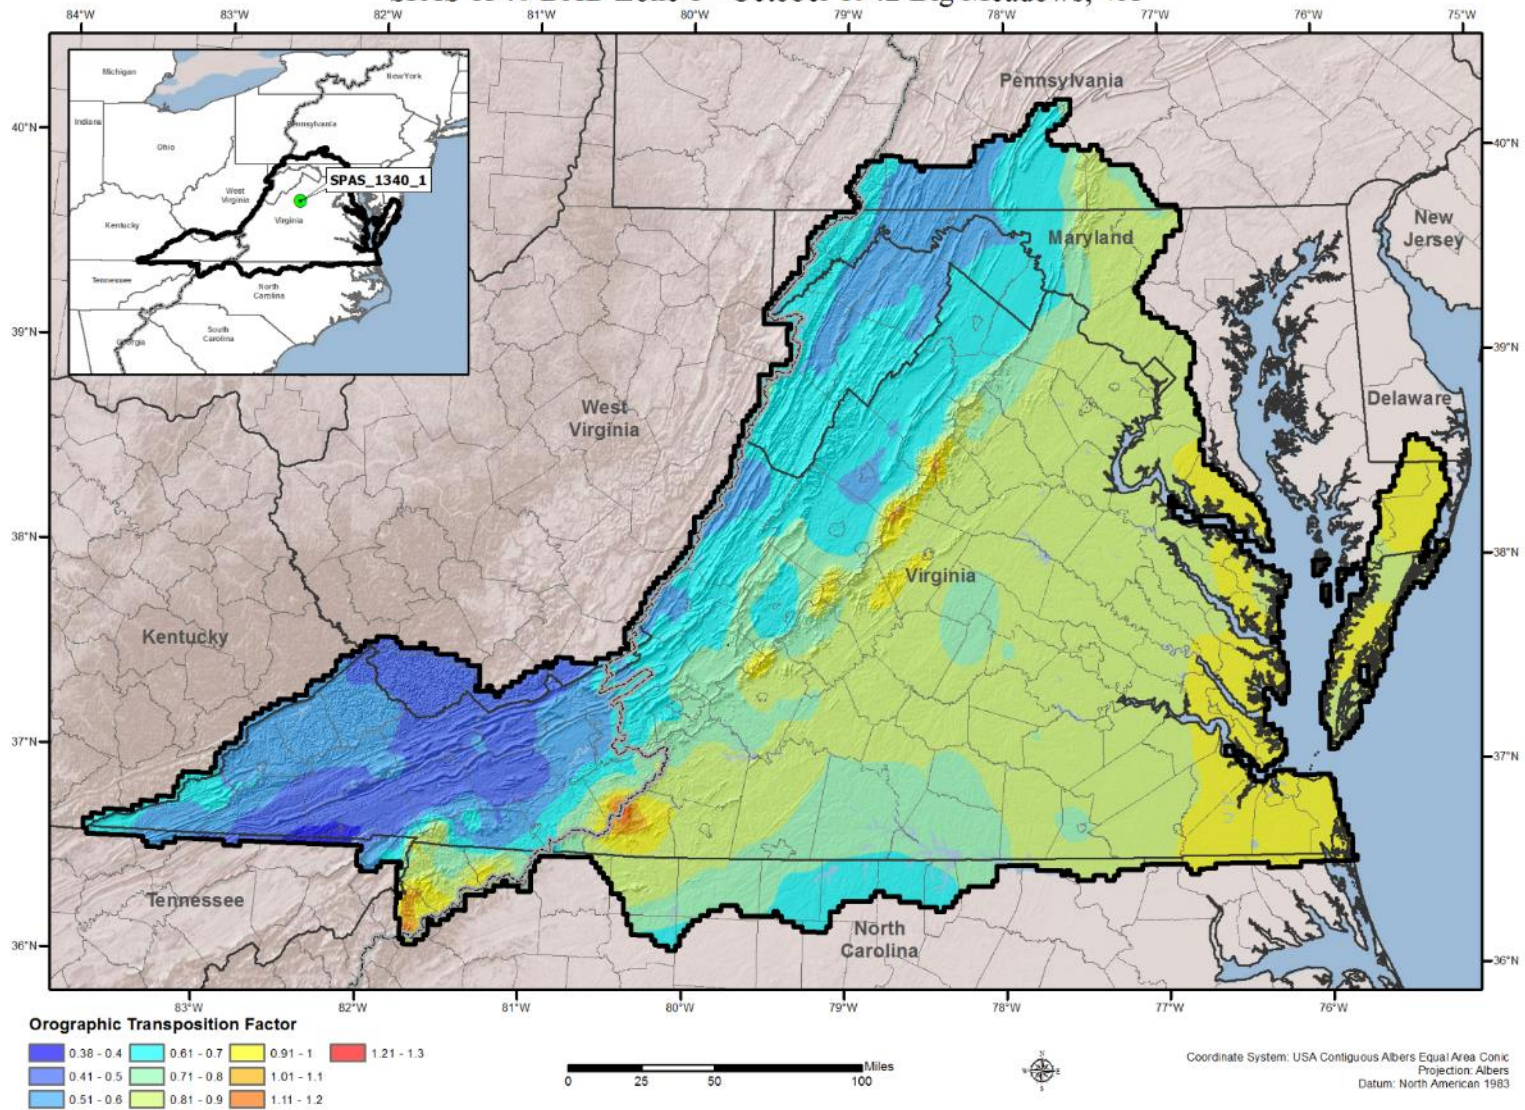 84°W 83°W 82°W 81°W 80°W 79°W 78°W 77°W 76°W 75°W
Michigan
New York
Indiana
Ohio
Pennsylvania
West
Virginia
SPAS_1340_1
Kentucky
Virginia
Tennessee
North
Carolina
South
Carolina
Georgia
Pennsylvania
40°N 40°N
New
Jersey
Maryland
39°N 39°N
West
Virginia
Delaware
38°N 38°N
Virginia
Kentucky
37°N 37°N
Tennessee
North
Carolina
36°N 36°N
83°W 82°W 81°W 80°W 79°W 78°W 77°W 76°W
Orographic Transposition Factor
0.38 - 0.4 0.61 - 0.7 0.91 - 1 1.21 - 1.3
0.41 - 0.5 0.71 - 0.8 1.01 - 1.1
0.51 - 0.6 0.81 - 0.9 1.11 - 1.2
Miles
0 25 50 100
N
W E
S
Coordinate System: USA Contiguous Albers Equal Area Conic
Projection: Albers
Datum: North American 1983